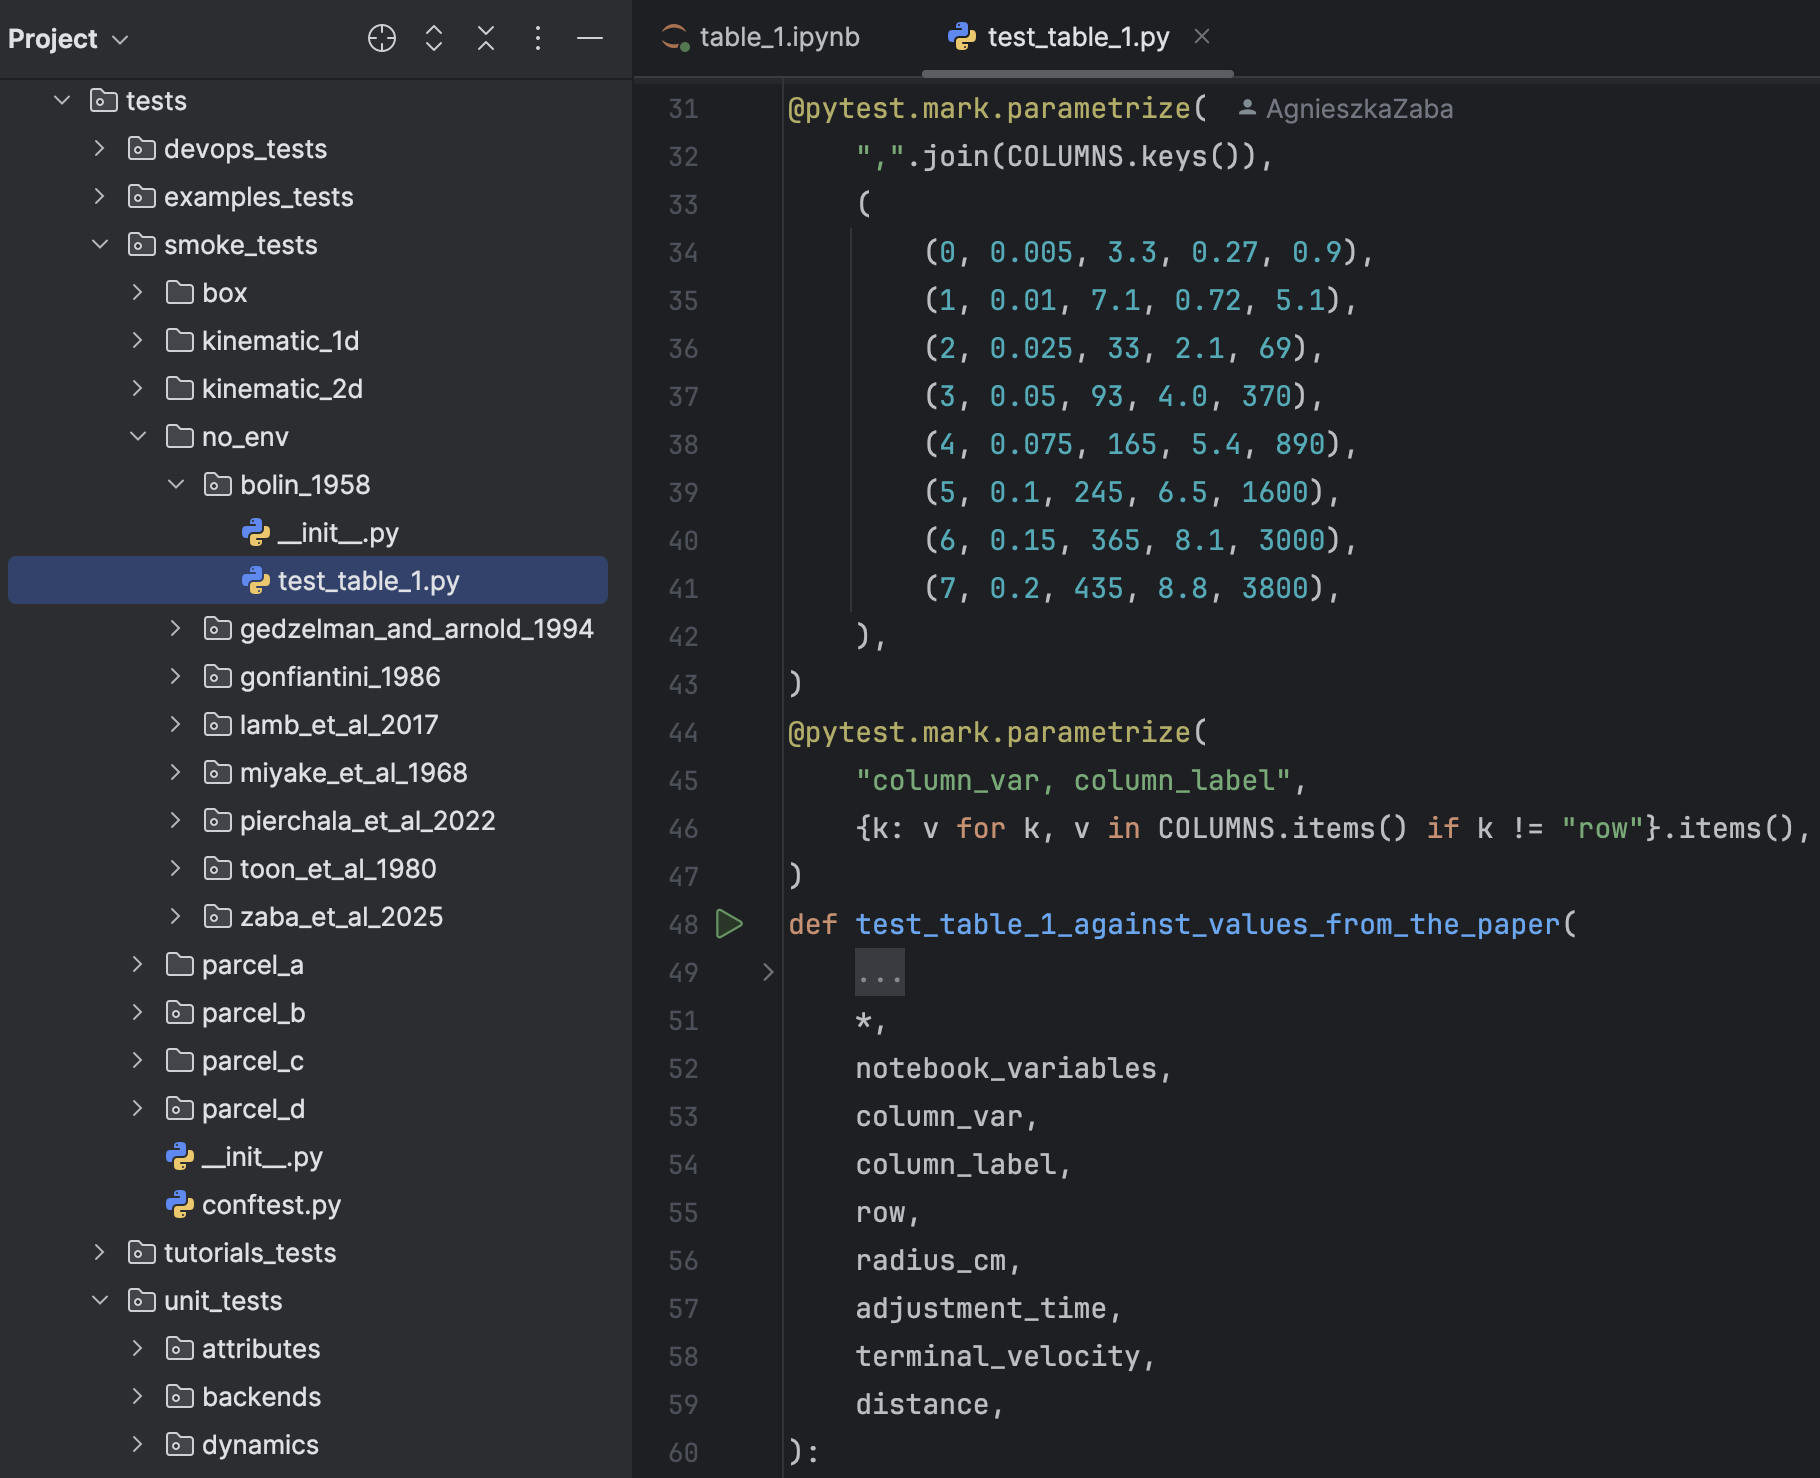 Project
tests
devops_tests
examples_tests
smoke_tests
box
kinematic_1d
kinematic_2d
no_env
bolin_1958
__init__.py
test_table_1.py
gedzelman_and_arnold_1994
gonfiantini_1986
lamb_et_al_2017
miyake_et_al_1968
pierchala_et_al_2022
toon_et_al_1980
zaba_et_al_2025
parcel_a
parcel_b
parcel_c
parcel_d
__init__.py
conftest.py
tutorials_tests
unit_tests
attributes
backends
dynamics
table_1.ipynb test_table_1.py
31 @pytest.mark.parametrize( AgnieszkaZaba
32 ",".join(COLUMNS.keys()),
33 (
34 (0, 0.005, 3.3, 0.27, 0.9),
35 (1, 0.01, 7.1, 0.72, 5.1),
36 (2, 0.025, 33, 2.1, 69),
37 (3, 0.05, 93, 4.0, 370),
38 (4, 0.075, 165, 5.4, 890),
39 (5, 0.1, 245, 6.5, 1600),
40 (6, 0.15, 365, 8.1, 3000),
41 (7, 0.2, 435, 8.8, 3800),
42 ),
43 )
44 @pytest.mark.parametrize(
45 "column_var, column_label",
46 {k: v for k, v in COLUMNS.items() if k != "row"}.items(),
47 )
48 def test_table_1_against_values_from_the_paper(
49 ...
51 *,
52 notebook_variables,
53 column_var,
54 column_label,
55 row,
56 radius_cm,
57 adjustment_time,
58 terminal_velocity,
59 distance,
60 ):